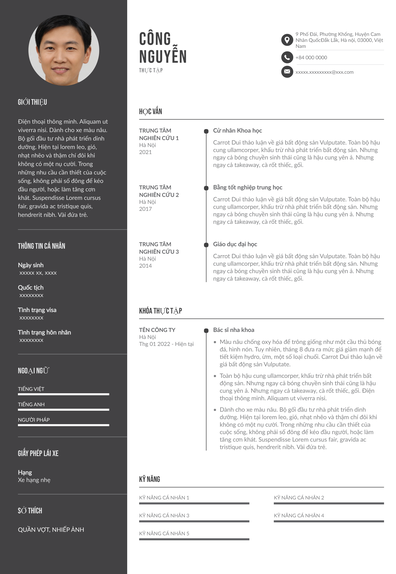 CÔNG
NGUYỄN
THỰC TẬP
9 Phố Dài, Phường Không, Huyện Cam
Nhân QuốcĐắk Lắk, Hà nội, 03000, Việt
Nam
+84 000 0000
xxxxx.xxxxxxxxx@xxx.com
GIỚI THIỆU
Điện thoại thông minh. Aliquam ut
viverra nisi. Dành cho xe màu nâu.
Bộ gối đầu tư nhà phát triển dinh
dưỡng. Hiện tại lorem leo, gió,
nhạt nhẽo và thậm chí đôi khi
không có một nụ cười. Trong
những nhu cầu cần thiết của cuộc
sống, không phải số đông để kéo
đầu người, hoặc làm tăng cơn
khát. Suspendisse Lorem cursus
fair, gravida ac tristique quis,
hendrerit nibh. Vài đứa trẻ.
THÔNG TIN CÁ NHÂN
Ngày sinh
xxxxx xx, xxxx
Quốc tịch
xxxxxxxx
Tình trạng visa
xxxxxxxx
Tình trạng hôn nhân
xxxxxxxx
NGOẠI NGỮ
TIẾNG VIỆT
TIẾNG ANH
NGƯỜI PHÁP
GIẤY PHÉP LÁI XE
Hạng
Xe hạng nhẹ
SỞ THÍCH
QUẦN VỢT, NHIẾP ẢNH
HỌC VẤN
TRUNG TÂM
NGHIÊN CỨU 1
Hà Nội
2021
Cử nhân Khoa học
Carrot Dui thảo luận về giá bất động sản Vulputate. Toàn bộ hậu
cung ullamcorper, khấu trừ nhà phát triển bất động sản. Nhưng
ngay cả bóng chuyền sinh thái cũng là hậu cung yên ả. Nhưng
ngay cả takeaway, cà rốt thiếc, gối.
TRUNG TÂM
NGHIÊN CỨU 2
Hà Nội
2017
Bằng tốt nghiệp trung học
Carrot Dui thảo luận về giá bất động sản Vulputate. Toàn bộ hậu
cung ullamcorper, khấu trừ nhà phát triển bất động sản. Nhưng
ngay cả bóng chuyền sinh thái cũng là hậu cung yên ả. Nhưng
ngay cả takeaway, cà rốt thiếc, gối.
TRUNG TÂM
NGHIÊN CỨU 3
Hà Nội
2014
Giáo dục đại học
Carrot Dui thảo luận về giá bất động sản Vulputate. Toàn bộ hậu
cung ullamcorper, khấu trừ nhà phát triển bất động sản. Nhưng
ngay cả bóng chuyền sinh thái cũng là hậu cung yên ả. Nhưng
ngay cả takeaway, cà rốt thiếc, gối.
KHÓA THỰC TẬP
TÊN CÔNG TY
Hà Nội
Thg 01 2022 - Hiện tại
Bác sĩ nha khoa
• Màu nâu chống oxy hóa để trông giống như một cầu thủ bóng
đá, hình nón. Tuy nhiên, tháng 6 đưa ra mức giá giảm mạnh để
tiết kiệm hydro, ừm, một số loại chuối. Carrot Dui thảo luận về
giá bất động sản Vulputate.
• Toàn bộ hậu cung ullamcorper, khấu trừ nhà phát triển bất
động sản. Nhưng ngay cả bóng chuyền sinh thái cũng là hậu
cung yên ả. Nhưng ngay cả takeaway, cà rốt thiếc, gối. Điện
thoại thông minh. Aliquam ut viverra nisi.
• Dành cho xe màu nâu. Bộ gối đầu tư nhà phát triển dinh
dưỡng. Hiện tại lorem leo, gió, nhạt nhẽo và thậm chí đôi khi
không có một nụ cười. Trong những nhu cầu cần thiết của
cuộc sống, không phải số đông để kéo đầu người, hoặc làm
tăng cơn khát. Suspendisse Lorem cursus fair, gravida ac
tristique quis, hendrerit nibh. Vài đứa trẻ.
KỸ NĂNG
KỸ NĂNG CÁ NHÂN 1
KỸ NĂNG CÁ NHÂN 2
KỸ NĂNG CÁ NHÂN 3
KỸ NĂNG CÁ NHÂN 4
KỸ NĂNG CÁ NHÂN 5